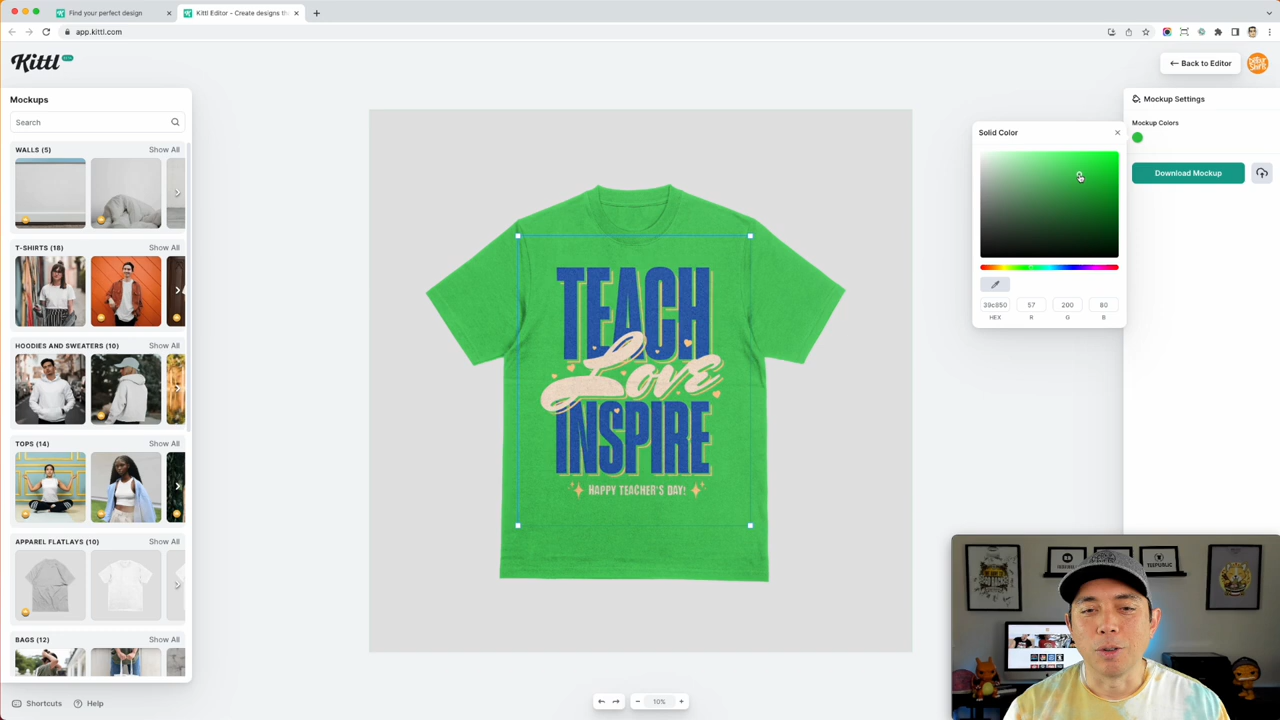 Find your perfect design
Kittl Editor - Create designs th
app.kittl.com
Kittl
Back to Editor
Mockups
Search
WALLS (5)
Show All
T-SHIRTS (18)
Show All
HOODIES AND SWEATERS (10)
Show All
TOPS (14)
Show All
APPAREL FLATLAYS (10)
Show All
BAGS (12)
Show All
Shortcuts
Help
TEACH
Love
INSPIRE
HAPPY TEACHER'S DAY!
10%
Solid Color
39c850
57
200
80
HEX
R
G
B
Mockup Settings
Mockup Colors
Download Mockup
TEEPUBLIC